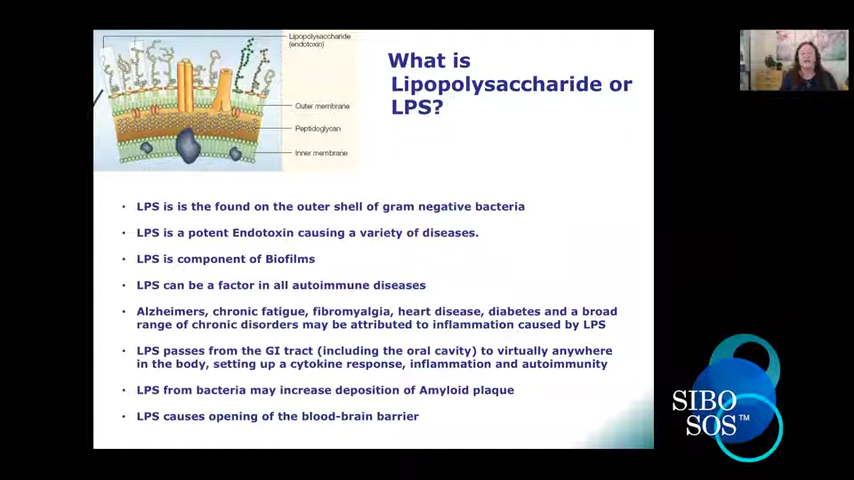 Lipopolysaccharide
(endotoxin)
Outer membrane
Peptidoglycan
Inner membrane
What is
Lipopolysaccharide or
LPS?
• LPS is is the found on the outer shell of gram negative bacteria
• LPS is a potent Endotoxin causing a variety of diseases.
• LPS is component of Biofilms
• LPS can be a factor in all autoimmune diseases
• Alzheimers, chronic fatigue, fibromyalgia, heart disease, diabetes and a broad
range of chronic disorders may be attributed to inflammation caused by LPS
• LPS passes from the GI tract (including the oral cavity) to virtually anywhere
in the body, setting up a cytokine response, inflammation and autoimmunity
• LPS from bacteria may increase deposition of Amyloid plaque
• LPS causes opening of the blood-brain barrier
SIBO
SOS™